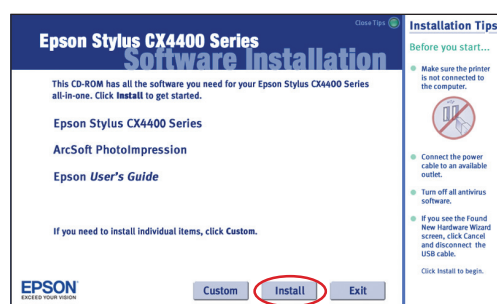 Close Tips
Epson Stylus CX4400 Series
Software Installation
This CD-ROM has all the software you need for your Epson Stylus CX4400 Series
all-in-one. Click Install to get started.
Epson Stylus CX4400 Series
ArcSoft PhotoImpression
Epson User's Guide
If you need to install individual items, click Custom.
EPSON
EXCEED YOUR VISION
Custom
Install
Exit
Installation Tips
Before you start...
Make sure the printer
is not connected to
the computer.
Connect the power
cable to an available
outlet.
Turn off all antivirus
software.
If you see the Found
New Hardware Wizard
screen, click Cancel
and disconnect the
USB cable.
Click Install to begin.